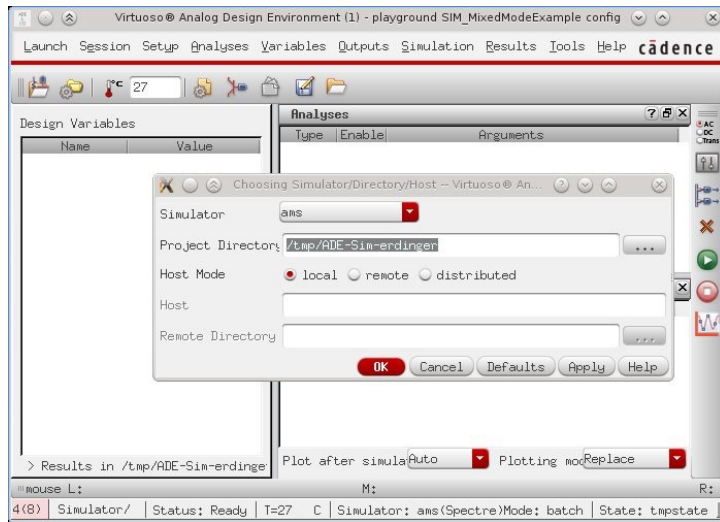 Virtuoso® Analog Design Environment (1) - playground SIM_MixedModeExample config
Launch Session Setup Analyses Variables Outputs Simulation Results Tools Help cādence
°C 27
Design Variables
Name Value
Analyses
Type Enable Arguments
AC
DC
Trans
Choosing Simulator/Directory/Host -- Virtuoso® An...
Simulator ams
Project Director /tmp/ADE-Sim-erdinger ...
Host Mode local remote distributed
Host
Remote Directory ...
OK Cancel Defaults Apply Help
> Results in /tmp/ADE-Sim-erdinge
Plot after simula Auto Plotting mod Replace
mouse L: M: R:
4(8) Simulator/ Status: Ready T=27 C Simulator: ams(Spectre) Mode: batch State: tmpstate